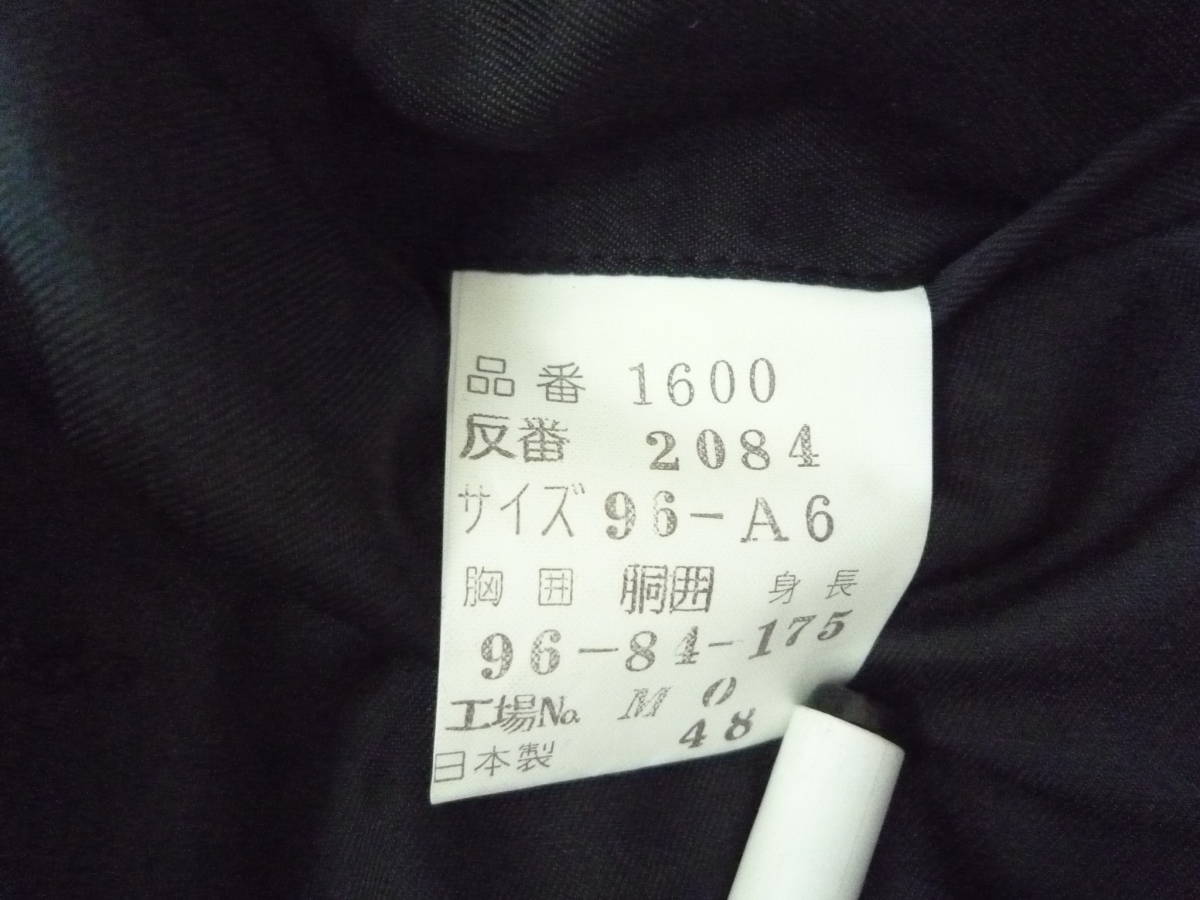 品番 1600
反番 2084
サイズ 96-A6
胸囲 胴囲 身長
96-84-175
工場No. M 0
48
日本製